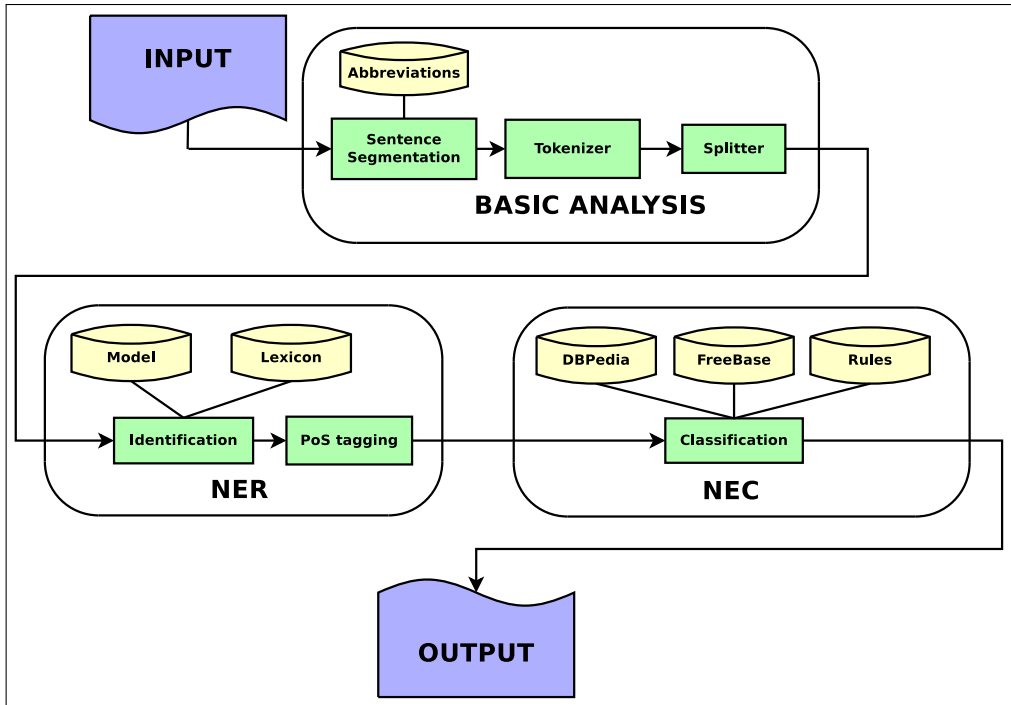 INPUT
Abbreviations
Sentence
Segmentation
Tokenizer
Splitter
BASIC ANALYSIS
Model
Lexicon
Identification
PoS tagging
NER
DBPedia
FreeBase
Rules
Classification
NEC
OUTPUT